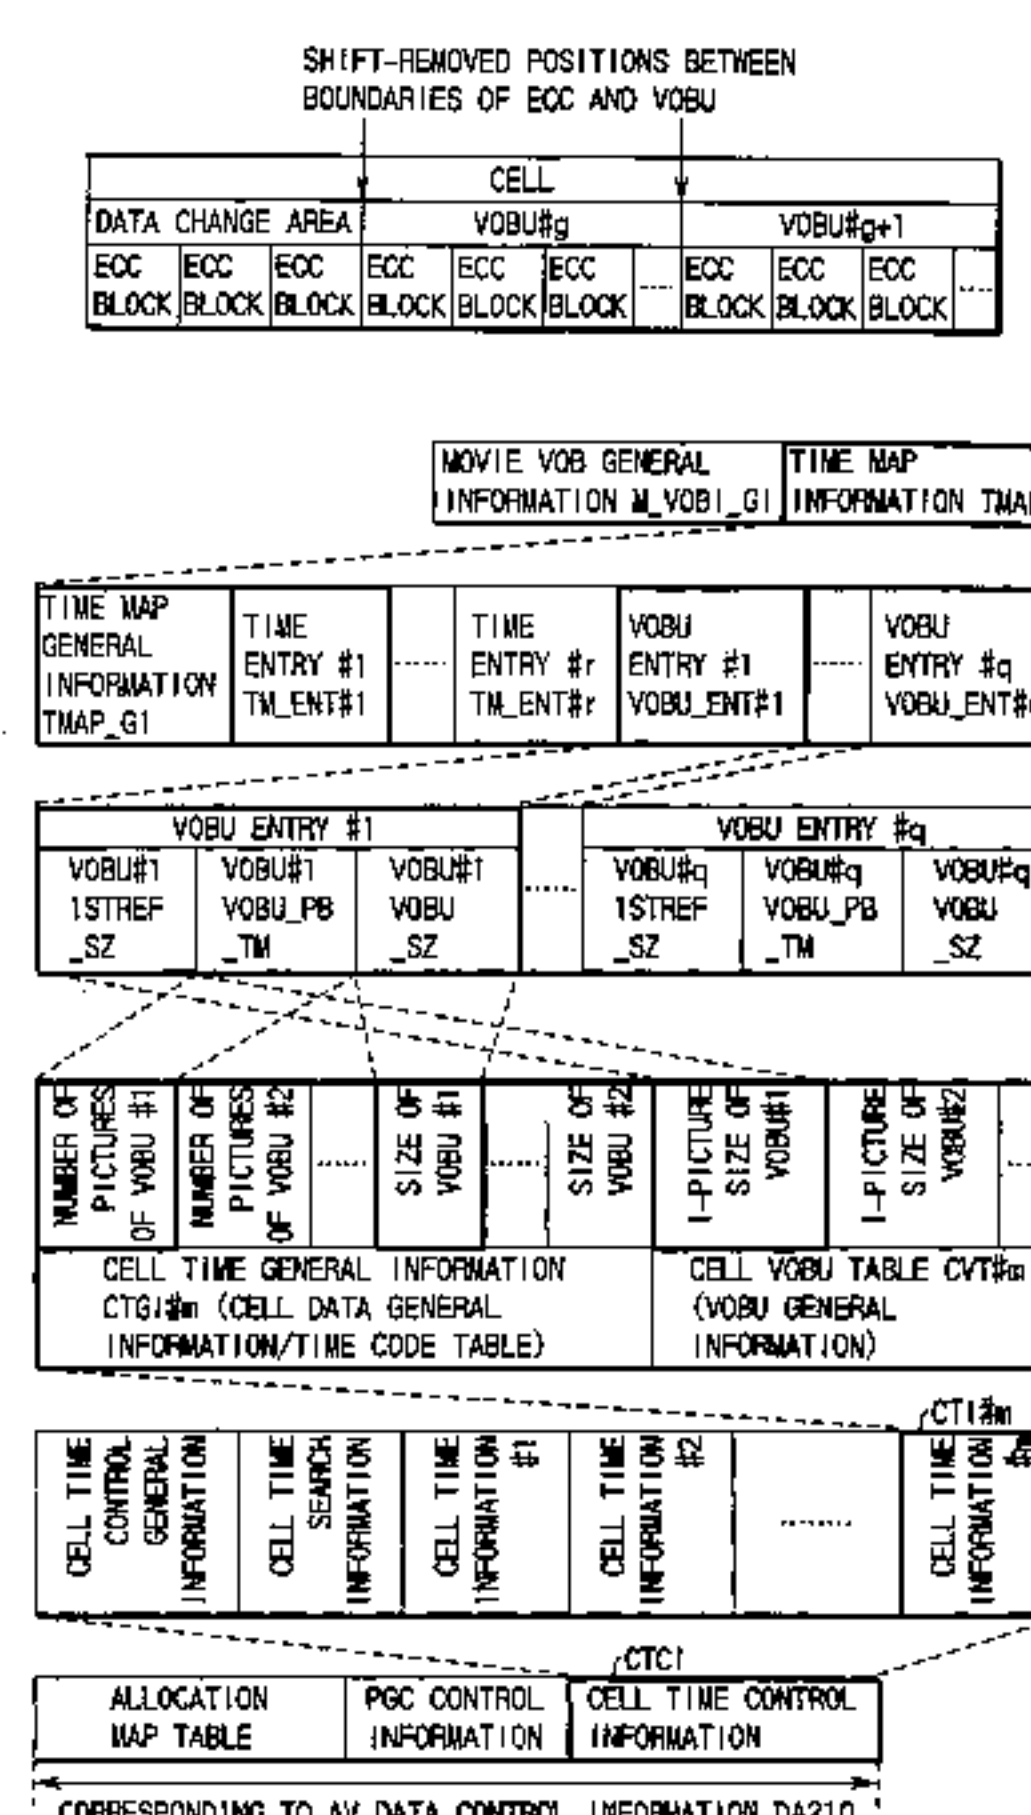 SHIFT-REMOVED POSITIONS BETWEEN
BOUNDARIES OF ECC AND VOBU
CELL
DATA CHANGE AREA
VOBU#g
VOBU#g+1
ECC BLOCK
ECC BLOCK
ECC BLOCK
ECC BLOCK
ECC BLOCK
ECC BLOCK
......
ECC BLOCK
ECC BLOCK
ECC BLOCK
......
MOVIE VOB GENERAL
INFORMATION M_VOBI_GI
TIME MAP
INFORMATION TMAP
TIME MAP
GENERAL
INFORMATION
TMAP_GI
TIME
ENTRY #1
TM_ENT#1
......
TIME
ENTRY #r
TM_ENT#r
VOBU
ENTRY #1
VOBU_ENT#1
......
VOBU
ENTRY #q
VOBU_ENT#q
VOBU ENTRY #1
VOBU#1
1STREF
_SZ
VOBU#1
VOBU_PB
_TM
VOBU#1
VOBU
_SZ
......
VOBU ENTRY #q
VOBU#q
1STREF
_SZ
VOBU#q
VOBU_PB
_TM
VOBU#q
VOBU
_SZ
NUMBER OF
PICTURES
OF VOBU #1
NUMBER OF
PICTURES
OF VOBU #2
......
SIZE OF
VOBU #1
......
SIZE OF
VOBU #2
I-PICTURE
SIZE OF
VOBU#1
I-PICTURE
SIZE OF
VOBU#2
CELL TIME GENERAL INFORMATION
CTGI#m (CELL DATA GENERAL
INFORMATION/TIME CODE TABLE)
CELL VOBU TABLE CVT#m
(VOBU GENERAL
INFORMATION)
CTI#m
CELL TIME
CONTROL
GENERAL
INFORMATION
CELL TIME
SEARCH
INFORMATION
CELL TIME
INFORMATION
#1
CELL TIME
INFORMATION
#2
......
CELL TIME
INFORMATION
#m
CTCI
ALLOCATION
MAP TABLE
PGC CONTROL
INFORMATION
CELL TIME CONTROL
INFORMATION
CORRESPONDING TO AV DATA CONTROL INFORMATION DA210